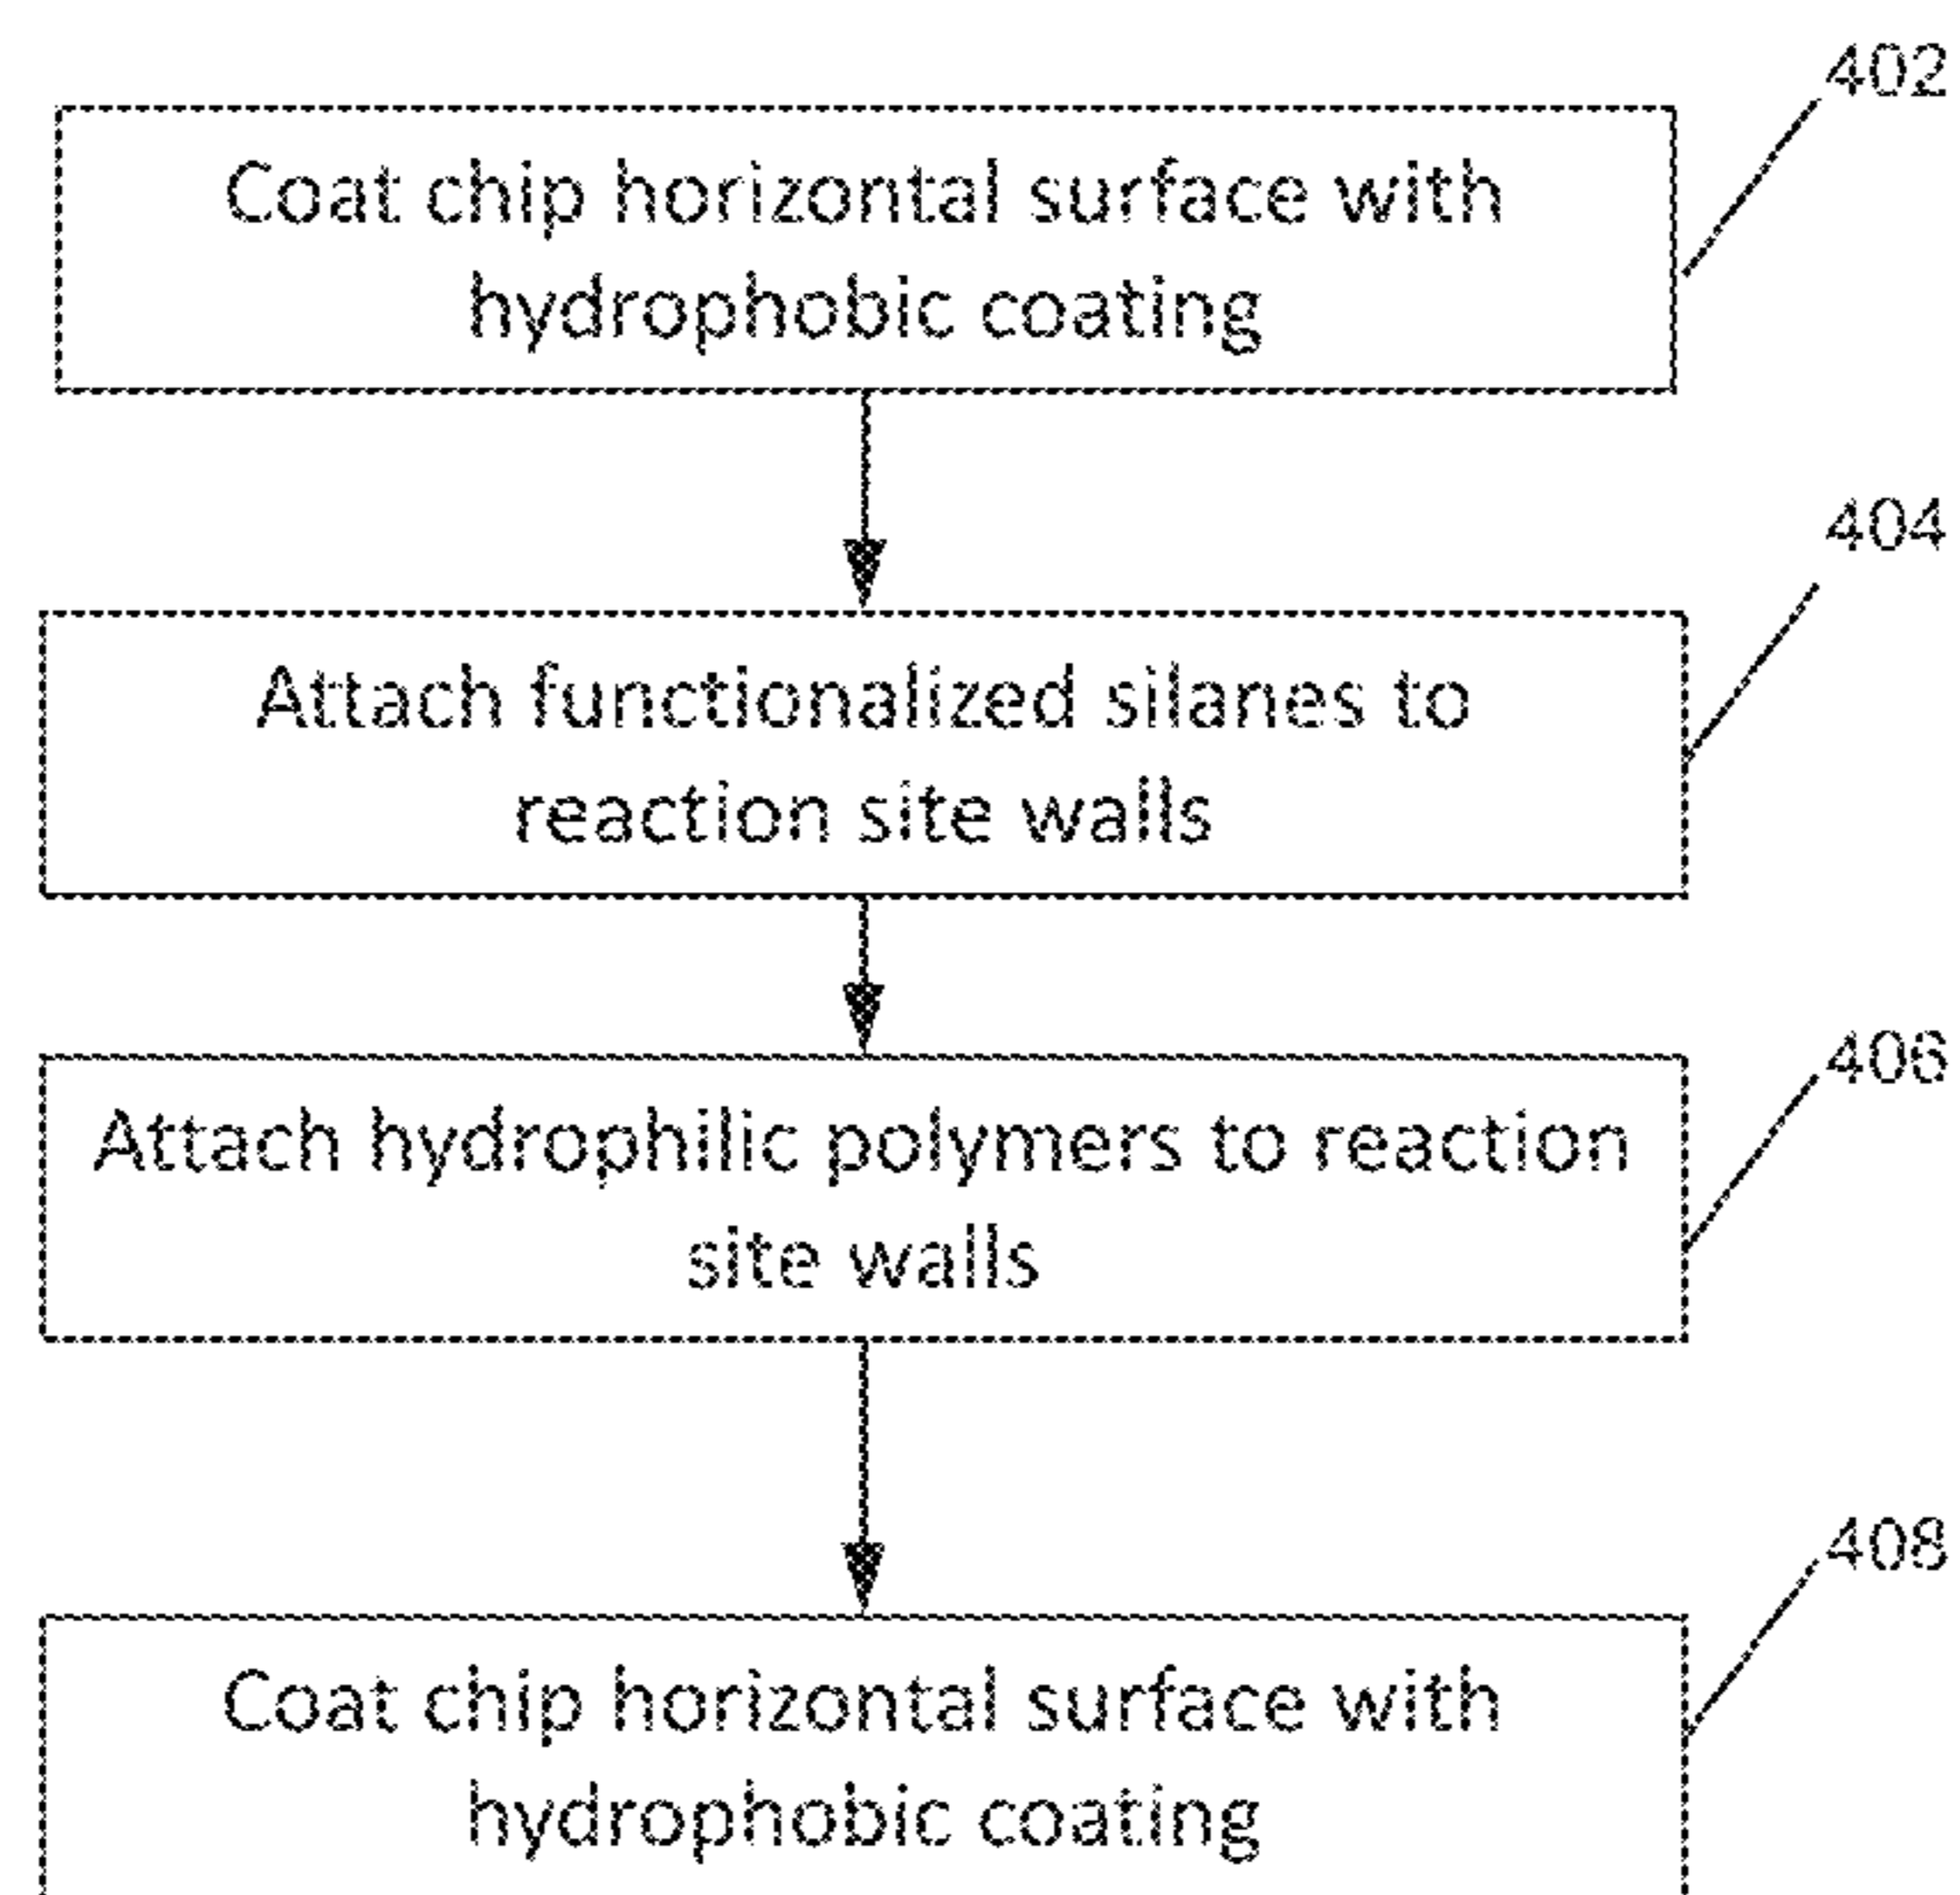 402
Coat chip horizontal surface with
hydrophobic coating
404
Attach functionalized silanes to
reaction site walls
406
Attach hydrophilic polymers to reaction
site walls
408
Coat chip horizontal surface with
hydrophobic coating